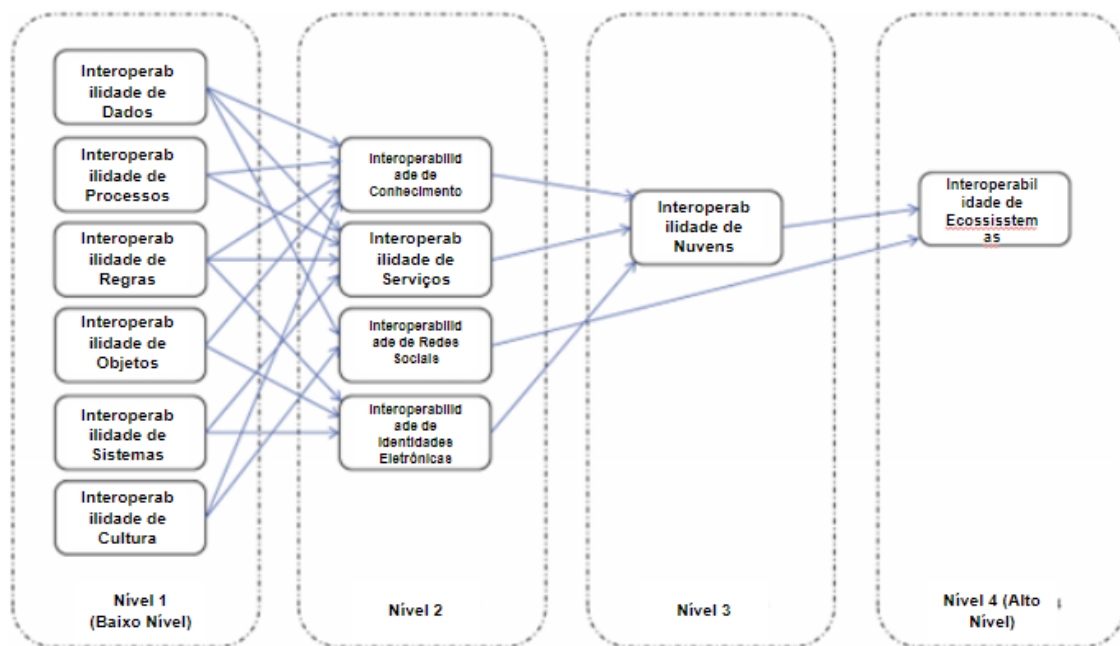 Interoperab
ilidade de
Dados
Interoperab
ilidade de
Processos
Interoperab
ilidade de
Regras
Interoperab
ilidade de
Objetos
Interoperab
ilidade de
Sistemas
Interoperab
ilidade de
Cultura
Nível 1
(Baixo Nível)
Interoperabilid
ade de
Conhecimento
Interoperab
ilidade de
Serviços
Interoperabilid
ade de Redes
Sociais
Interoperabilid
ade de
Identidades
Eletrônicas
Nível 2
Interoperab
ilidade de
Nuvens
Nível 3
Interoperabil
idade de
Ecossisstem
as
Nível 4 (Alto
Nível)